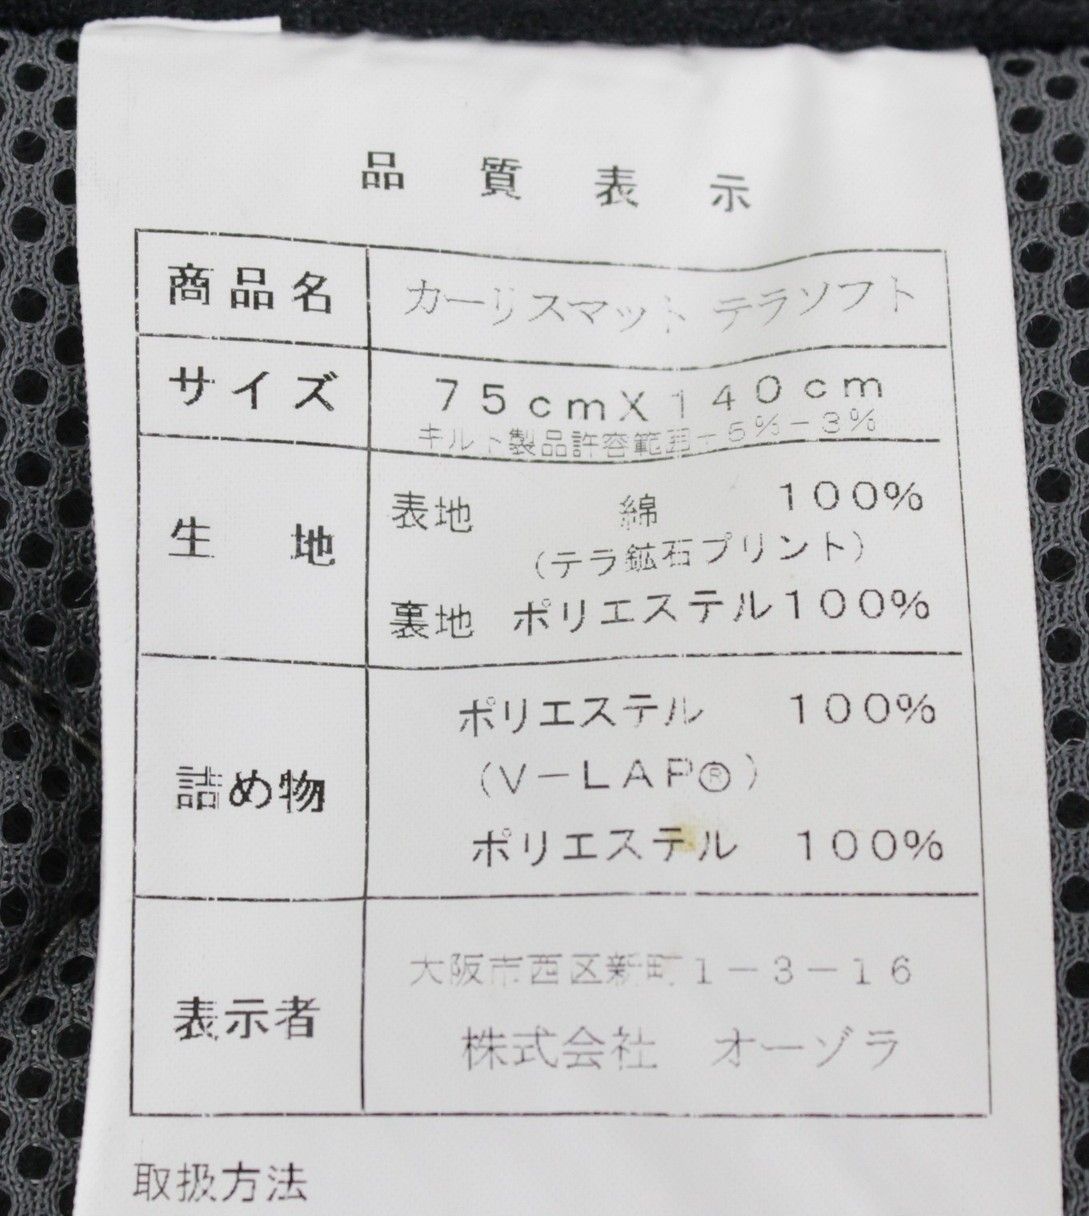 品質表示
商品名 カーリスマット テラソフト
サイズ 75cmX140cm
キルト製品許容範囲+5%-3%
生地 表地 綿 100%
(テラ鉱石プリント)
裏地 ポリエステル100%
詰め物 ポリエステル 100%
(V-LAP®)
ポリエステル 100%
表示者 大阪市西区新町1-3-16
株式会社 オーゾラ
取扱方法